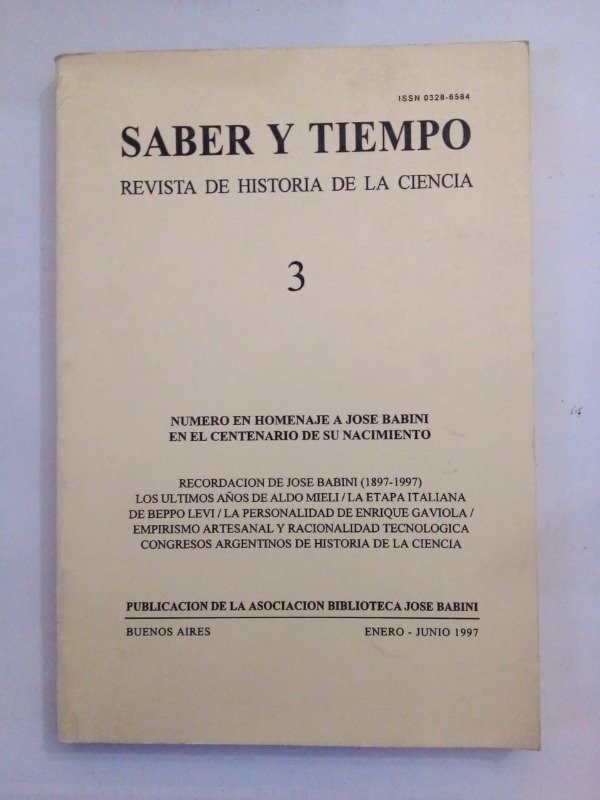 ISSN 0328-6584
SABER Y TIEMPO
REVISTA DE HISTORIA DE LA CIENCIA
3
NUMERO EN HOMENAJE A JOSE BABINI
EN EL CENTENARIO DE SU NACIMIENTO
RECORDACION DE JOSE BABINI (1897-1997)
LOS ULTIMOS AÑOS DE ALDO MIELI / LA ETAPA ITALIANA
DE BEPPO LEVI / LA PERSONALIDAD DE ENRIQUE GAVIOLA /
EMPIRISMO ARTESANAL Y RACIONALIDAD TECNOLOGICA
CONGRESOS ARGENTINOS DE HISTORIA DE LA CIENCIA
PUBLICACION DE LA ASOCIACION BIBLIOTECA JOSE BABINI
BUENOS AIRES ENERO - JUNIO 1997